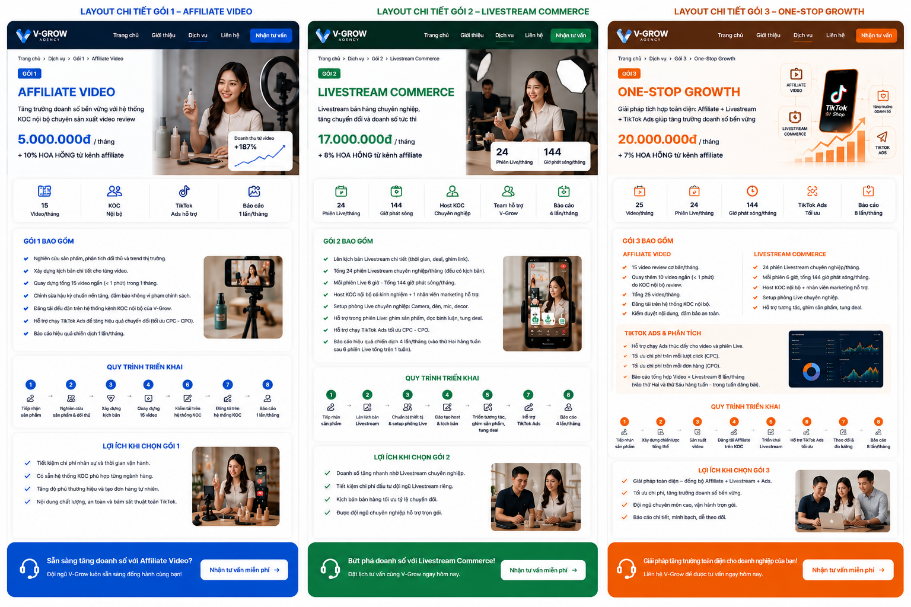 LAYOUT CHI TIẾT GÓI 1 – AFFILIATE VIDEO
V-GROW
AGENCY
Trang chủ
Giới thiệu
Dịch vụ
Liên hệ
Nhận tư vấn
Trang chủ > Dịch vụ > Gói 1 > Affiliate Video
GÓI 1
AFFILIATE VIDEO
Tăng trưởng doanh số bền vững với hệ thống
KOC nội bộ chuyên sản xuất video review
5.000.000đ / tháng
+ 10% HOA HỒNG từ kênh affiliate
Doanh thu từ video
+187%
15
Video/tháng
KOC
Nội bộ
TikTok
Ads hỗ trợ
Báo cáo
1 lần/tháng
GÓI 1 BAO GỒM
Nghiên cứu sản phẩm, phân tích đối thủ và trend thị trường.
Xây dựng kịch bản chi tiết cho từng video.
Quay dựng tổng 15 video ngắn (< 1 phút) trong 1 tháng.
Chỉnh sửa hậu kỳ chuẩn nền tảng, đảm bảo không vi phạm chính sách.
Đăng tải đều đặn trên hệ thống KOC nội bộ của V-Grow.
Hỗ trợ chạy TikTok Ads để tăng hiệu quả chuyển đổi (tối ưu CPC - CPO).
Báo cáo hiệu quả chiến dịch 1 lần/tháng.
QUY TRÌNH TRIỂN KHAI
1
2
3
4
6
7
8
Tiếp nhận
sản phẩm
Nghiên cứu
sản phẩm & đối thủ
Xây dựng
kịch bản
Quay dựng
15 video
Kiểm tra trên
hệ thống KOC
Đăng tải trên
hệ thống KOC
Báo cáo
1 lần/tháng
LỢI ÍCH KHI CHỌN GÓI 1
Tiết kiệm chi phí nhân sự và thời gian vận hành.
Có sẵn hệ thống KOC phù hợp từng ngành hàng.
Tăng độ phủ thương hiệu và tạo đơn hàng tự nhiên.
Nội dung chất lượng, an toàn và bám sát thuật toán TikTok.
Sẵn sàng tăng doanh số với Affiliate Video?
Đội ngũ V-Grow luôn sẵn sàng đồng hành cùng bạn!
Nhận tư vấn miễn phí →
LAYOUT CHI TIẾT GÓI 2 – LIVESTREAM COMMERCE
V-GROW
AGENCY
Trang chủ
Giới thiệu
Dịch vụ
Liên hệ
Nhận tư vấn
Trang chủ > Dịch vụ > Gói 2 > Livestream Commerce
GÓI 2
LIVESTREAM COMMERCE
Livestream bán hàng chuyên nghiệp,
tăng chuyển đổi và doanh số tức thì
17.000.000đ / tháng
+ 8% HOA HỒNG từ kênh affiliate
24
Phiên Live/tháng
144
Giờ phát sóng/tháng
24
Phiên Live/tháng
144
Giờ phát sóng
Host KOC
Chuyên nghiệp
Team hỗ trợ
V-Grow
Báo cáo
4 lần/tháng
GÓI 2 BAO GỒM
Lên kịch bản Livestream chi tiết (thời gian, deal, ghim link).
Tổng 24 phiên Livestream chuyên nghiệp/tháng (đầu có kịch bản).
Mỗi phiên Live 6 giờ - Tổng 144 giờ phát sóng/tháng.
Host KOC nội bộ có kinh nghiệm + 1 nhân viên marketing hỗ trợ.
Setup phòng Live chuyên nghiệp: Camera, đèn, mic, decor.
Hỗ trợ trong phiên Live: ghim sản phẩm, đọc bình luận, tung deal.
Hỗ trợ chạy TikTok Ads tối ưu CPC - CPO.
Báo cáo hiệu quả chiến dịch 4 lần/tháng (vào thứ Hai hàng tuần
sau 6 phiên Live tổng trên 1 tuần).
QUY TRÌNH TRIỂN KHAI
1
2
3
4
5
7
8
Tiếp nhận
sản phẩm
Lên kịch bản
Livestream
Chuẩn bị thiết bị
& setup phòng Live
Đào tạo host
& kịch bản
Triển tương tác,
ghim sản phẩm,
tung deal
Hỗ trợ
TikTok Ads
Báo cáo
4 lần/tháng
LỢI ÍCH KHI CHỌN GÓI 2
Doanh số tăng nhanh nhờ Livestream chuyên nghiệp.
Tiết kiệm chi phí đầu tư đội ngũ Livestream riêng.
Kịch bản bán hàng tối ưu tỷ lệ chuyển đổi.
Được đội ngũ chuyên nghiệp hỗ trợ trọn gói.
Bứt phá doanh số với Livestream Commerce!
Đặt lịch tư vấn cùng V-Grow ngay hôm nay.
Nhận tư vấn miễn phí →
LAYOUT CHI TIẾT GÓI 3 – ONE-STOP GROWTH
V-GROW
AGENCY
Trang chủ
Giới thiệu
Dịch vụ
Liên hệ
Nhận tư vấn
Trang chủ > Dịch vụ > Gói 3 > One-Stop Growth
GÓI 3
ONE-STOP GROWTH
Giải pháp tích hợp toàn diện: Affiliate + Livestream
+ TikTok Ads giúp tăng trưởng doanh số bền vững
20.000.000đ / tháng
+ 7% HOA HỒNG từ kênh affiliate
AFFILIATE
VIDEO
LIVESTREAM
COMMERCE
TikTok
Shop
TĂNG TRƯỞNG
DOANH SỐ
TIKTOK
ADS
25
Video/tháng
24
Phiên Live/tháng
144
Giờ phát sóng/tháng
TikTok Ads
Tối ưu
Báo cáo
8 lần/tháng
GÓI 3 BAO GỒM
AFFILIATE VIDEO
15 video review cơ bản/tháng.
Quay thêm 10 video ngắn (< 1 phút)
do KOC nội bộ review.
Tổng 25 video/tháng.
Đăng tải trên hệ thống KOC nội bộ.
Kiểm duyệt nội dung, đảm bảo an toàn.
LIVESTREAM COMMERCE
24 phiên Livestream chuyên nghiệp/tháng.
Mỗi phiên 6, tổng 144 giờ phát sóng/tháng.
Host KOC nội bộ + nhân viên marketing hỗ trợ.
Setup phòng Live chuyên nghiệp.
Hỗ trợ: tương tác, ghim sản phẩm, tung deal.
TIKTOK ADS & PHÂN TÍCH
Hỗ trợ chạy Ads thúc đẩy cho video và phiên Live.
Tối ưu chi phí trên mỗi lượt click (CPC).
Tối ưu chi phí trên mỗi đơn hàng (CPO).
Báo cáo tổng hợp Video + Livestream 8 lần/tháng
(vào thứ Hai và thứ Sáu hàng tuần - trong tuần đăng bài).
QUY TRÌNH TRIỂN KHAI
1
2
3
4
5
6
7
8
Tiếp nhận
sản phẩm
Xây dựng chiến lược
tổng thể
Sản xuất
video
Đăng tải Affiliate
trên KOC
Triển khai
Livestream
Hỗ trợ TikTok Ads
tối ưu
Theo dõi &
đo lường
Báo cáo
8 lần/tháng
LỢI ÍCH KHI CHỌN GÓI 3
Giải pháp toàn diện – đồng bộ Affiliate + Livestream + Ads.
Tối ưu chi phí, tăng trưởng doanh số bền vững.
Đội ngũ chuyên môn cao, vận hành trọn gói.
Báo cáo chi tiết, minh bạch, dễ theo dõi.
Giải pháp tăng trưởng toàn diện cho doanh nghiệp của bạn!
Liên hệ V-Grow để được tư vấn ngay hôm nay.
Nhận tư vấn miễn phí →